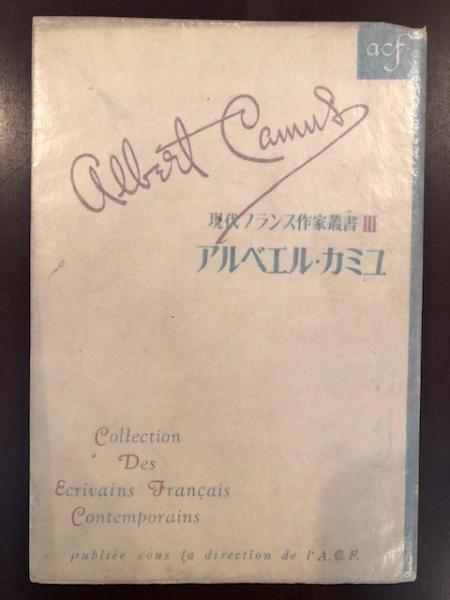 acf
Albert Camus
現代フランス作家叢書 III
アルベエル・カミユ
Collection
Des
Ecrivains Français
Contemporains
publiée sous la direction de l'A.C.F.